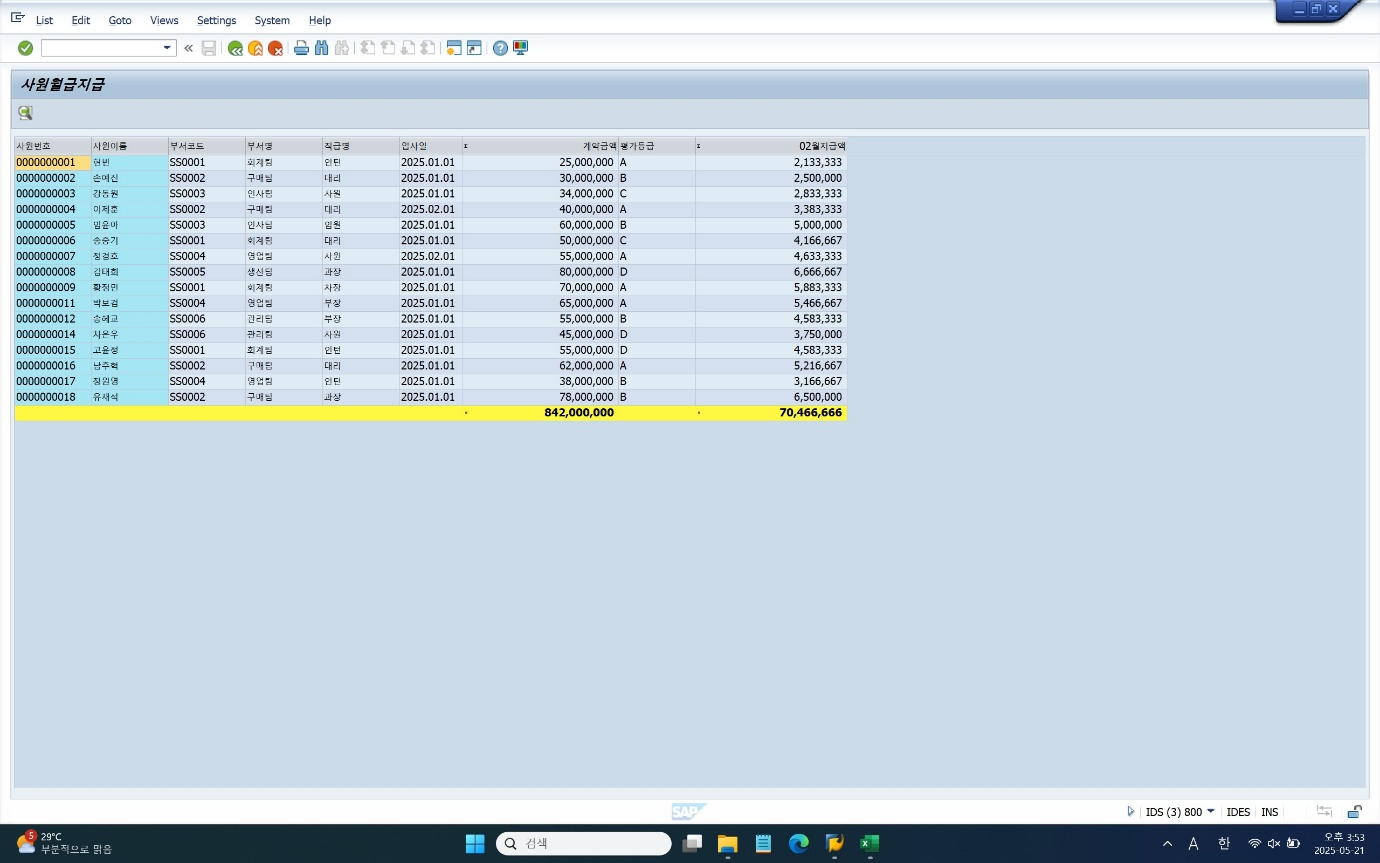 List Edit Goto Views Settings System Help
사원월급지급
사원번호 사원이름 부서코드 부서명 직급명 입사일 Σ 계약금액 평가등급 Σ 02월지급액
0000000001 현빈 SS0001 회계팀 인턴 2025.01.01 25,000,000 A 2,133,333
0000000002 손예진 SS0002 구매팀 대리 2025.01.01 30,000,000 B 2,500,000
0000000003 강동원 SS0003 인사팀 사원 2025.01.01 34,000,000 C 2,833,333
0000000004 이제훈 SS0002 구매팀 대리 2025.02.01 40,000,000 A 3,383,333
0000000005 임윤아 SS0003 인사팀 임원 2025.01.01 60,000,000 B 5,000,000
0000000006 송중기 SS0001 회계팀 대리 2025.01.01 50,000,000 C 4,166,667
0000000007 정경호 SS0004 영업팀 사원 2025.02.01 55,000,000 A 4,633,333
0000000008 김태희 SS0005 생산팀 과장 2025.01.01 80,000,000 D 6,666,667
0000000009 황정민 SS0001 회계팀 차장 2025.01.01 70,000,000 A 5,883,333
0000000011 박보검 SS0004 영업팀 부장 2025.01.01 65,000,000 A 5,466,667
0000000012 송혜교 SS0006 관리팀 부장 2025.01.01 55,000,000 B 4,583,333
0000000014 차은우 SS0006 관리팀 사원 2025.01.01 45,000,000 D 3,750,000
0000000015 고윤정 SS0001 회계팀 인턴 2025.01.01 55,000,000 D 4,583,333
0000000016 남주혁 SS0002 구매팀 대리 2025.01.01 62,000,000 A 5,216,667
0000000017 장원영 SS0004 영업팀 인턴 2025.01.01 38,000,000 B 3,166,667
0000000018 유재석 SS0002 구매팀 과장 2025.01.01 78,000,000 B 6,500,000
842,000,000 70,466,666
SAP
IDS (3) 800 IDES INS
5 29°C
부분적으로 맑음
검색
A 한
오후 3:53
2025-05-21